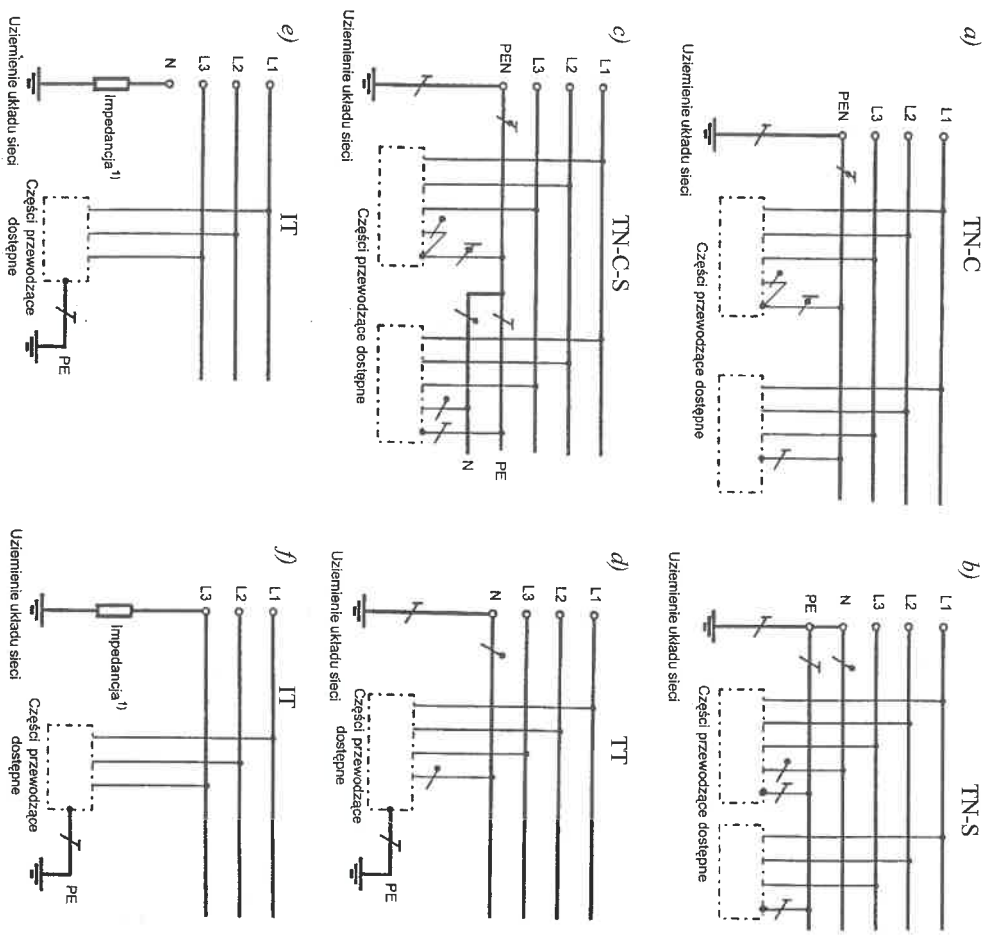 a)
TN-C
L1
L2
L3
PEN
Uziemienie układu sieci
Części przewodzące dostępne
b)
TN-S
L1
L2
L3
N
PE
Uziemienie układu sieci
Części przewodzące dostępne
c)
TN-C-S
L1
L2
L3
PEN
PE
N
Uziemienie układu sieci
Części przewodzące dostępne
d)
TT
L1
L2
L3
N
Uziemienie układu sieci
Części przewodzące
dostępne
PE
e)
IT
L1
L2
L3
N
Impedancja1)
Uziemienie układu sieci
Części przewodzące
dostępne
PE
f)
IT
L1
L2
L3
Impedancja1)
Uziemienie układu sieci
Części przewodzące
dostępne
PE